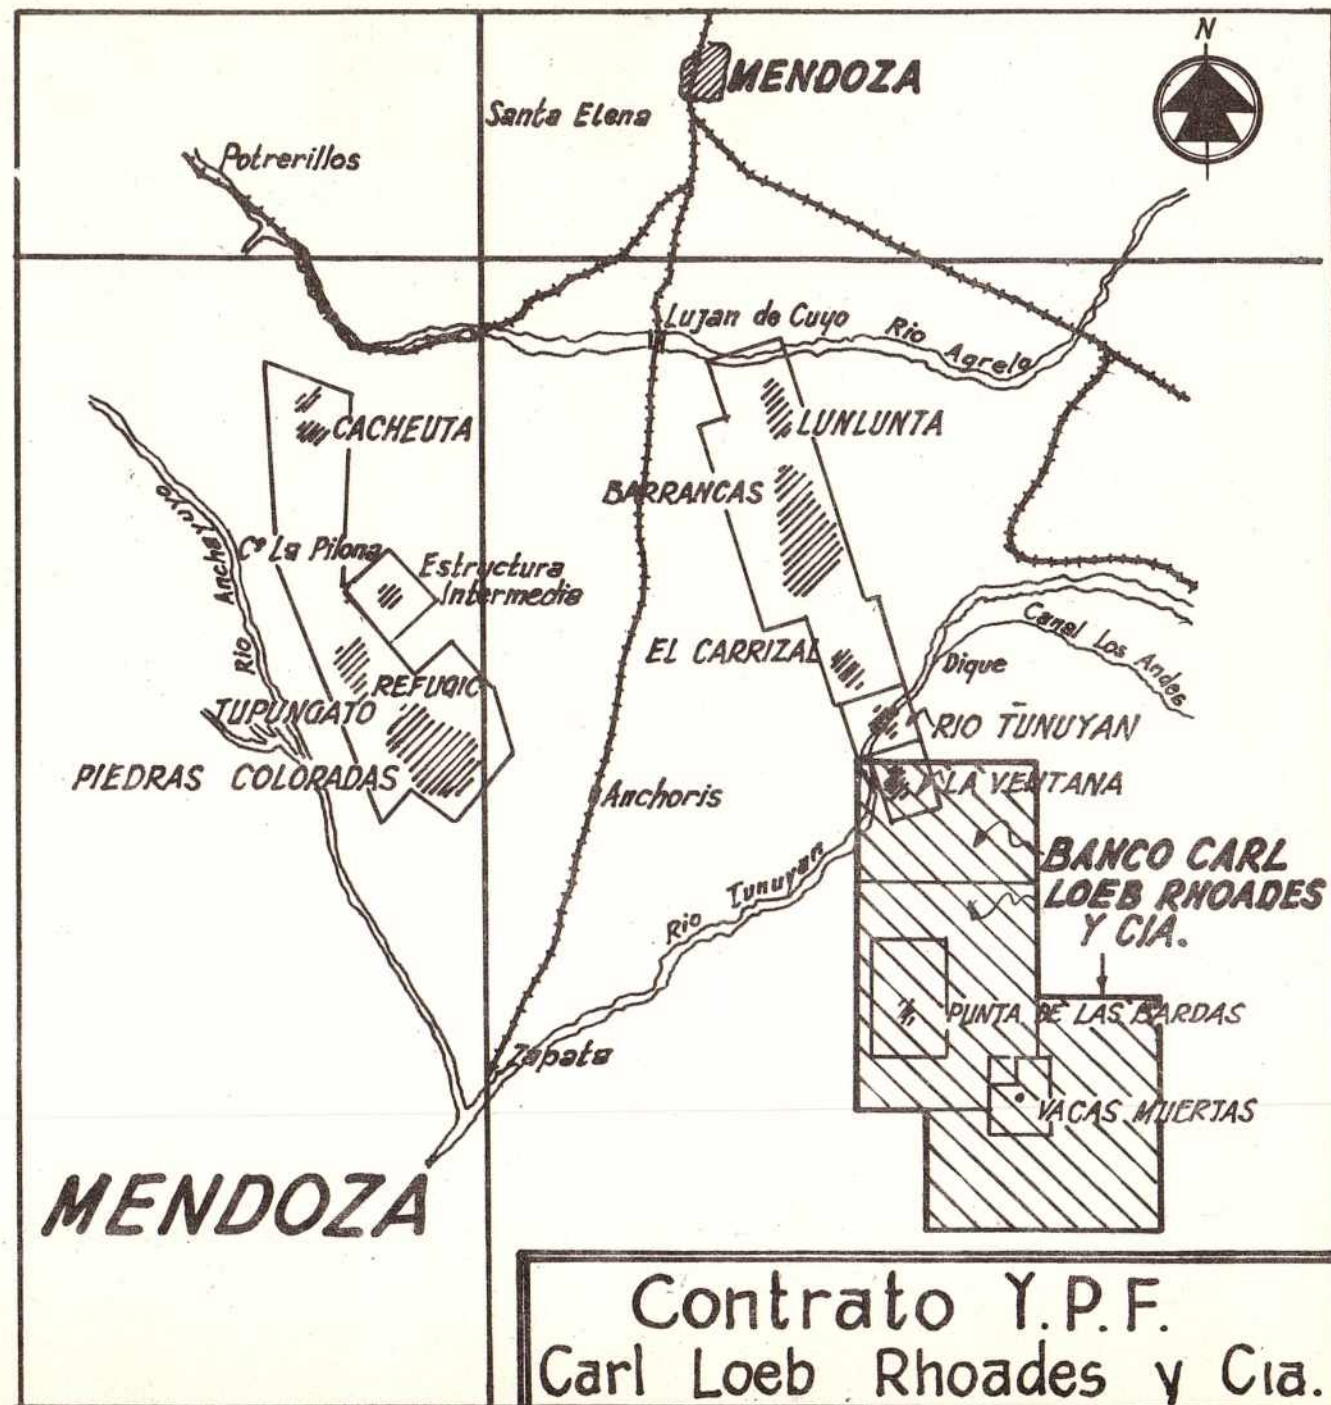 N
MENDOZA
Santa Elena
Potrerillos
Lujan de Cuyo
Rio Agrelo
CACHEUTA
LUNLUNTA
BARRANCAS
Rio Anchayuyo
Cº La Pilona
Estructura
Intermedia
Canal Los Andes
EL CARRIZAL
Dique
REFUGIO
TUPUNGATO
RIO TUNUYAN
PIEDRAS COLORADAS
LA VENTANA
Anchoris
Rio Tunuyan
BANCO CARL
LOEB RHOADES
Y CIA.
PUNTA DE LAS BARDAS
Zapata
VACAS MUERTAS
MENDOZA
Contrato Y.P.F.
Carl Loeb Rhoades y Cia.